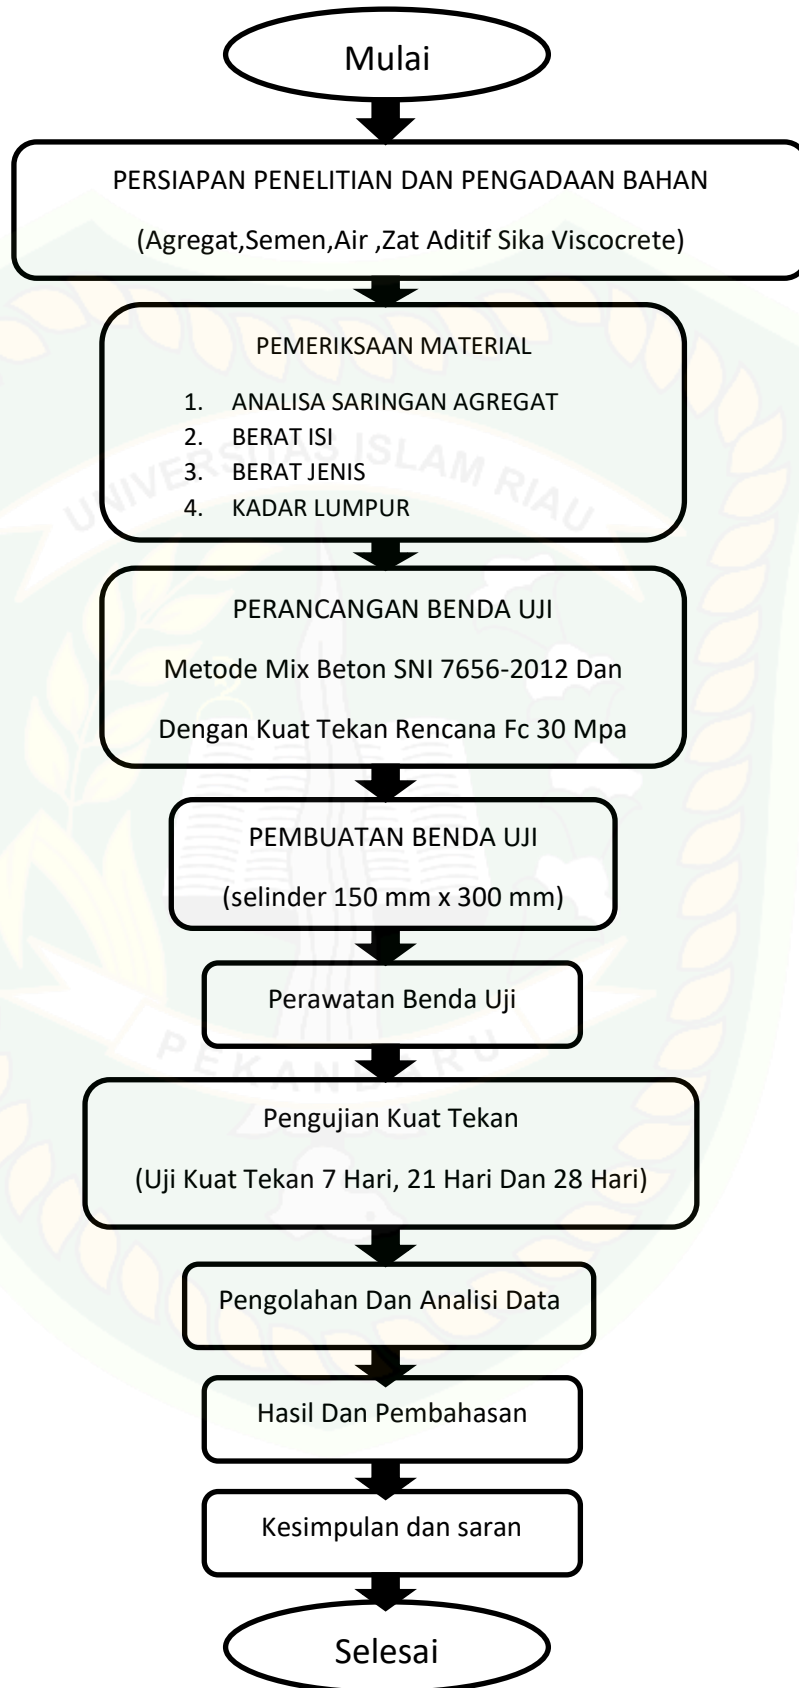 Mulai
PERSIAPAN PENELITIAN DAN PENGADAAN BAHAN
(Agregat,Semen,Air ,Zat Aditif Sika Viscocrete)
PEMERIKSAAN MATERIAL
1. ANALISA SARINGAN AGREGAT
2. BERAT ISI
3. BERAT JENIS
4. KADAR LUMPUR
UNIVERSITAS ISLAM RIAU
PERANCANGAN BENDA UJI
Metode Mix Beton SNI 7656-2012 Dan
Dengan Kuat Tekan Rencana Fc 30 Mpa
PEMBUATAN BENDA UJI
(selinder 150 mm x 300 mm)
Perawatan Benda Uji
PEKANBARU
Pengujian Kuat Tekan
(Uji Kuat Tekan 7 Hari, 21 Hari Dan 28 Hari)
Pengolahan Dan Analisi Data
Hasil Dan Pembahasan
Kesimpulan dan saran
Selesai